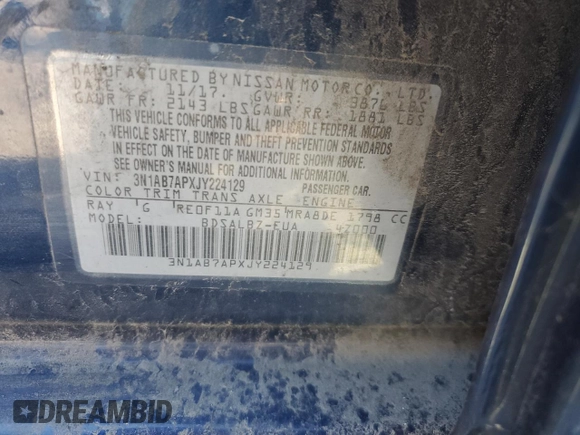 MANUFACTURED BY NISSAN MOTOR CO., LTD.
DATE: 11/17. GVWR: 3876 LBS
GAWR FR: 2143 LBS GAWR RR: 1881 LBS
THIS VEHICLE CONFORMS TO ALL APPLICABLE FEDERAL MOTOR
VEHICLE SAFETY, BUMPER AND THEFT PREVENTION STANDARDS
IN EFFECT ON THE DATE OF MANUFACTURE SHOWN ABOVE.
SEE OWNER'S MANUAL FOR ADDITIONAL INFORMATION.
VIN: 3N1AB7APXJY224129 PASSENGER CAR.
COLOR TRIM TRANS AXLE ENGINE
RAY G RE0F11A GM35 MRA8DE 1798 CC
MODEL: BDSALBZ-EUA 47000
3N1AB7APXJY224129
DREAMBID